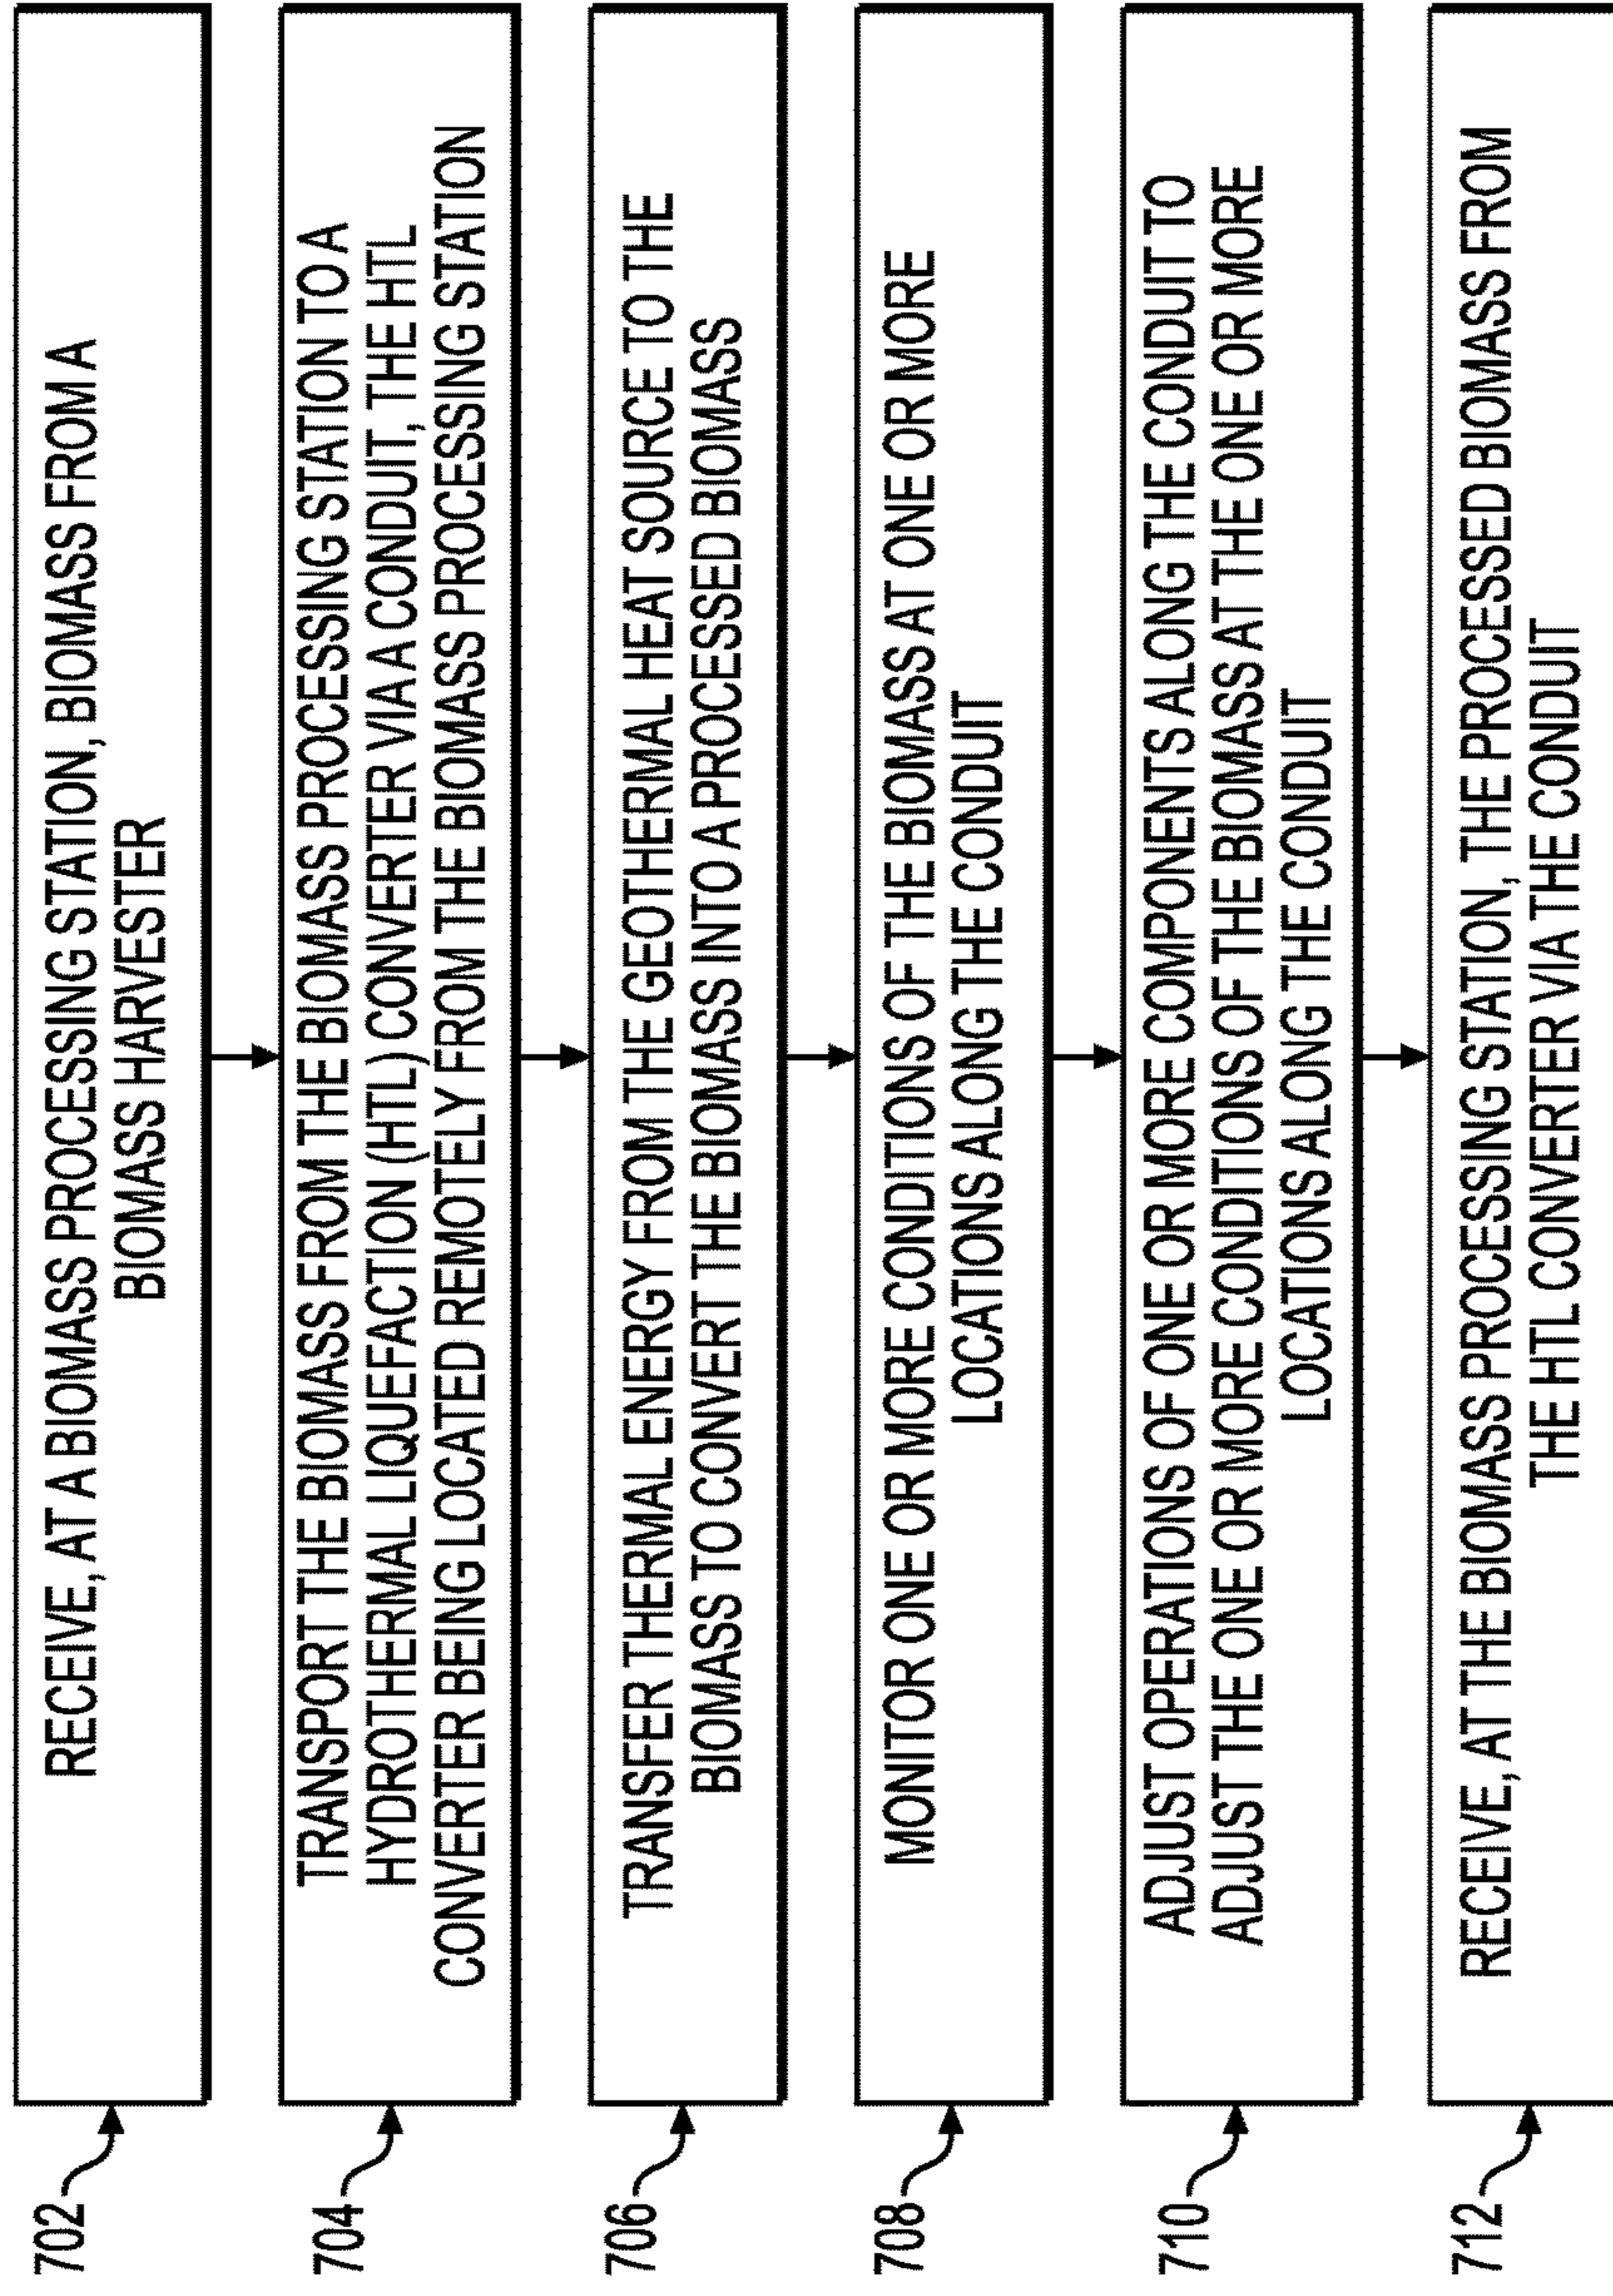 702
RECEIVE, AT A BIOMASS PROCESSING STATION, BIOMASS FROM A
BIOMASS HARVESTER
704
TRANSPORT THE BIOMASS FROM THE BIOMASS PROCESSING STATION TO A
HYDROTHERMAL LIQUEFACTION (HTL) CONVERTER VIA A CONDUIT, THE HTL
CONVERTER BEING LOCATED REMOTELY FROM THE BIOMASS PROCESSING STATION
706
TRANSFER THERMAL ENERGY FROM THE GEOTHERMAL HEAT SOURCE TO THE
BIOMASS TO CONVERT THE BIOMASS INTO A PROCESSED BIOMASS
708
MONITOR ONE OR MORE CONDITIONS OF THE BIOMASS AT ONE OR MORE
LOCATIONS ALONG THE CONDUIT
710
ADJUST OPERATIONS OF ONE OR MORE COMPONENTS ALONG THE CONDUIT TO
ADJUST THE ONE OR MORE CONDITIONS OF THE BIOMASS AT THE ONE OR MORE
LOCATIONS ALONG THE CONDUIT
712
RECEIVE, AT THE BIOMASS PROCESSING STATION, THE PROCESSED BIOMASS FROM
THE HTL CONVERTER VIA THE CONDUIT